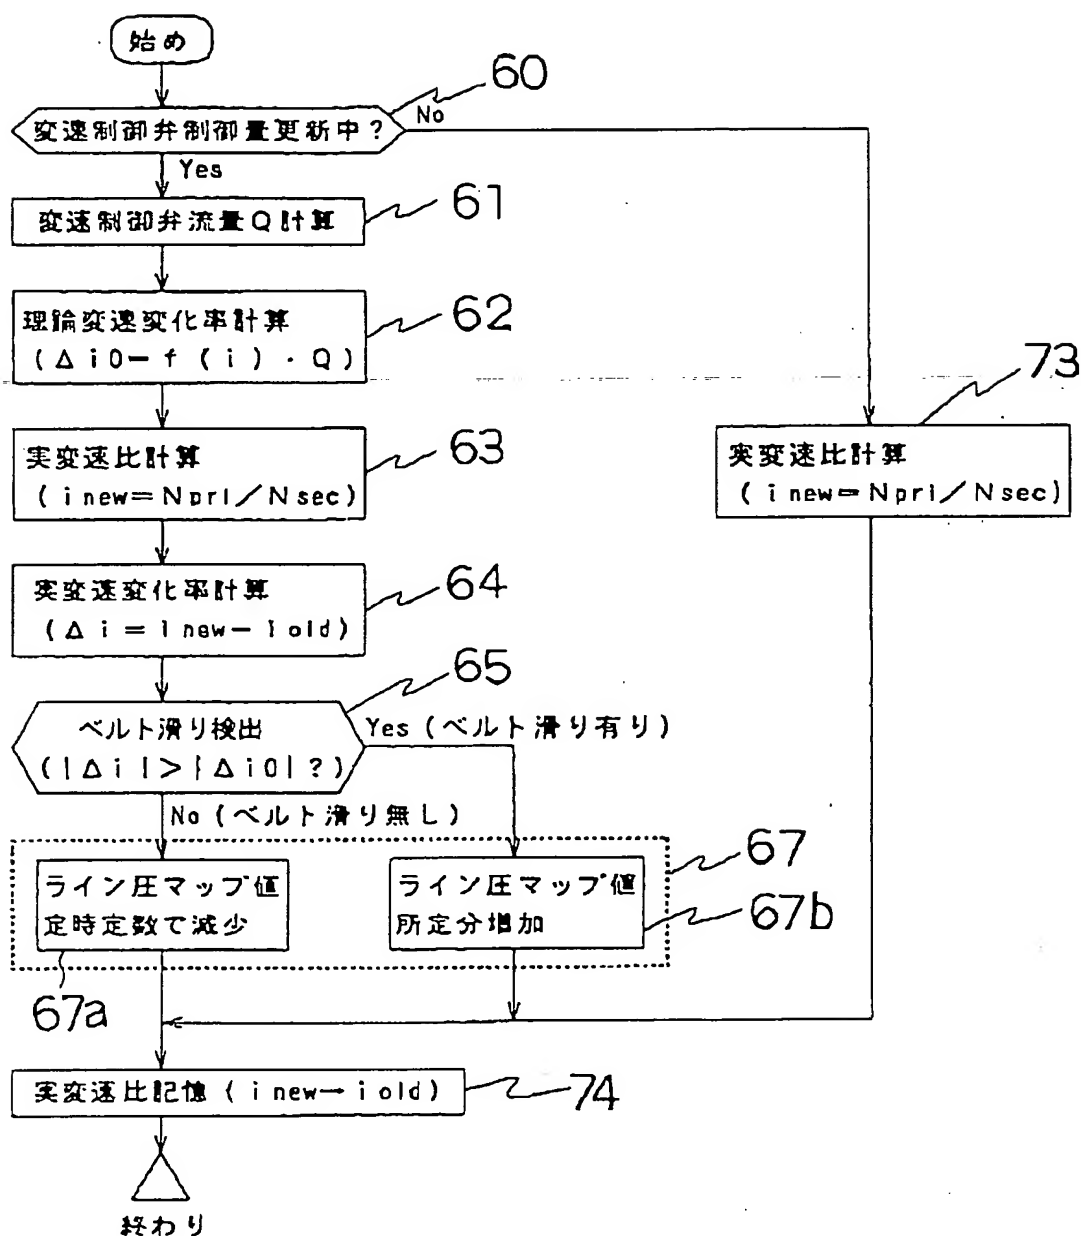 始め
60
変速制御弁制御量更新中?
No
Yes
変速制御弁流量Q計算
61
理論変速変化率計算
(Δi0=f(i)・Q)
62
実変速比計算
(inew=Npri/Nsec)
63
実変速比計算
(inew=Npri/Nsec)
73
実変速変化率計算
(Δi=inew-iold)
64
ベルト滑り検出
(|Δi|>|Δi0|?)
65
Yes(ベルト滑り有り)
No(ベルト滑り無し)
67
ライン圧マップ値
定時定数で減少
67a
ライン圧マップ値
所定分増加
67b
実変速比記憶(inew→iold)
74
終わり